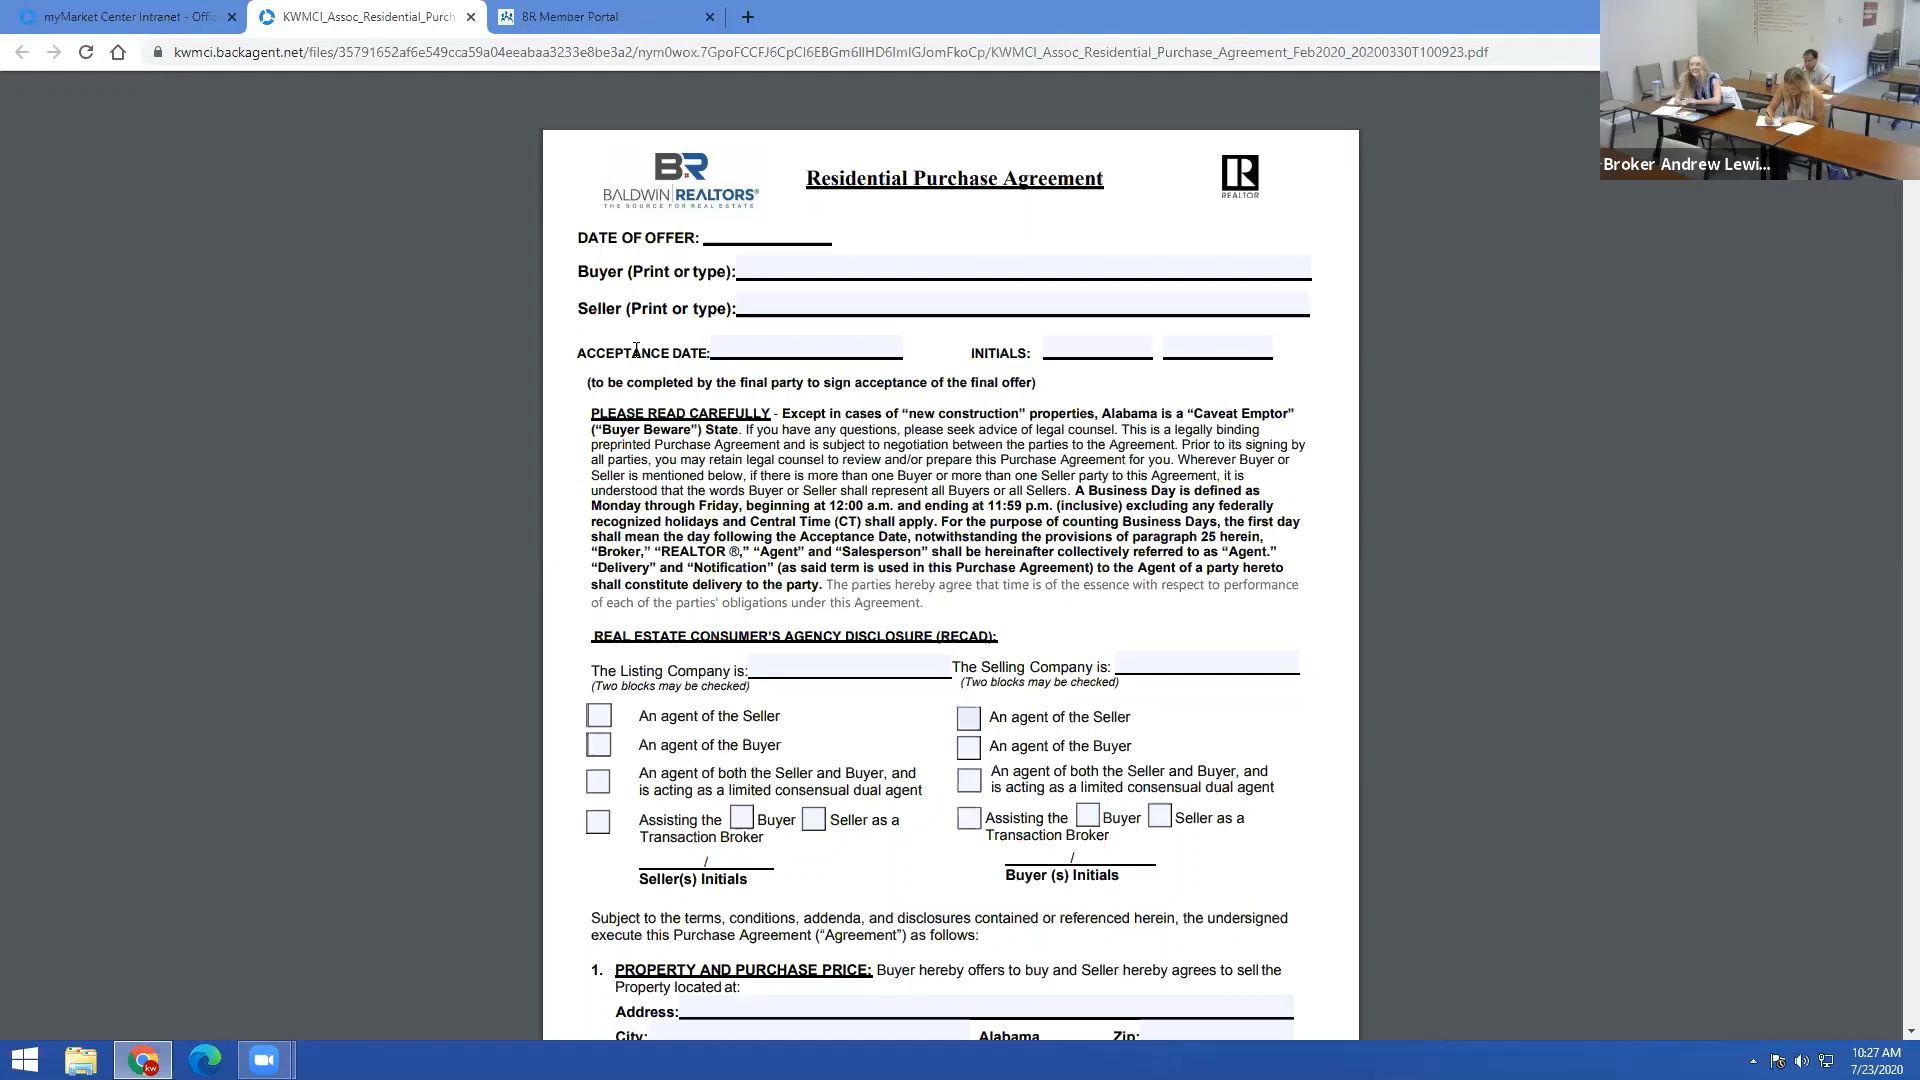 myMarket Center Intranet - Offi
KWMCI_Assoc_Residential_Purch
BR Member Portal
kwmci.backagent.net/files/35791652af6e549cca59a04eeabaa3233e8be3a2/nym0wox.7GpoFCCFJ6CpCl6EBGm6IlHD6ImIGJomFkoCp/KWMCI_Assoc_Residential_Purchase_Agreement_Feb2020_20200330T100923.pdf
Broker Andrew Lewi...
BR
BALDWIN REALTORS®
THE SOURCE FOR REAL ESTATE
Residential Purchase Agreement
R
REALTOR
DATE OF OFFER:
Buyer (Print or type):
Seller (Print or type):
ACCEPTANCE DATE: INITIALS:
(to be completed by the final party to sign acceptance of the final offer)
PLEASE READ CAREFULLY - Except in cases of “new construction” properties, Alabama is a “Caveat Emptor”
(“Buyer Beware”) State. If you have any questions, please seek advice of legal counsel. This is a legally binding
preprinted Purchase Agreement and is subject to negotiation between the parties to the Agreement. Prior to its signing by
all parties, you may retain legal counsel to review and/or prepare this Purchase Agreement for you. Wherever Buyer or
Seller is mentioned below, if there is more than one Buyer or more than one Seller party to this Agreement, it is
understood that the words Buyer or Seller shall represent all Buyers or all Sellers. A Business Day is defined as
Monday through Friday, beginning at 12:00 a.m. and ending at 11:59 p.m. (inclusive) excluding any federally
recognized holidays and Central Time (CT) shall apply. For the purpose of counting Business Days, the first day
shall mean the day following the Acceptance Date, notwithstanding the provisions of paragraph 25 herein,
“Broker,” “REALTOR ®,” “Agent” and “Salesperson” shall be hereinafter collectively referred to as “Agent.”
“Delivery” and “Notification” (as said term is used in this Purchase Agreement) to the Agent of a party hereto
shall constitute delivery to the party. The parties hereby agree that time is of the essence with respect to performance
of each of the parties' obligations under this Agreement.
REAL ESTATE CONSUMER’S AGENCY DISCLOSURE (RECAD):
The Listing Company is: The Selling Company is:
(Two blocks may be checked) (Two blocks may be checked)
An agent of the Seller An agent of the Seller
An agent of the Buyer An agent of the Buyer
An agent of both the Seller and Buyer, and An agent of both the Seller and Buyer, and
is acting as a limited consensual dual agent is acting as a limited consensual dual agent
Assisting the Buyer Seller as a Assisting the Buyer Seller as a
Transaction Broker Transaction Broker
/ /
Seller(s) Initials Buyer (s) Initials
Subject to the terms, conditions, addenda, and disclosures contained or referenced herein, the undersigned
execute this Purchase Agreement (“Agreement”) as follows:
1. PROPERTY AND PURCHASE PRICE: Buyer hereby offers to buy and Seller hereby agrees to sell the
Property located at:
Address:
City: Alabama Zip:
kw
10:27 AM
7/23/2020